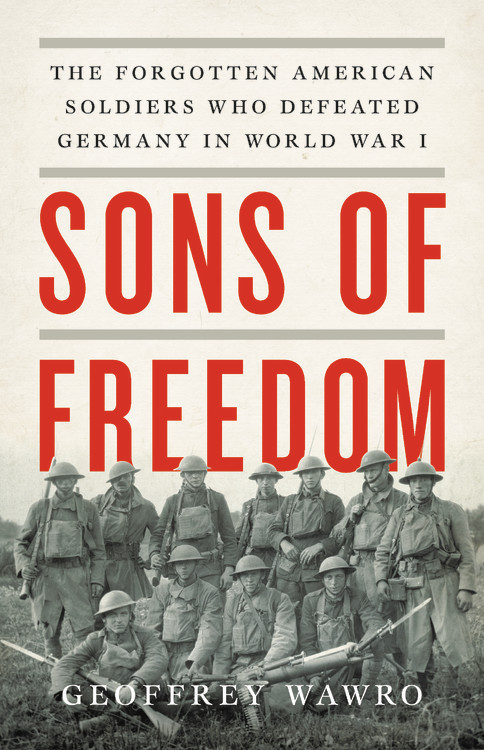 THE FORGOTTEN AMERICAN
SOLDIERS WHO DEFEATED
GERMANY IN WORLD WAR I
SONS OF
FREEDOM
GEOFFREY WAWRO